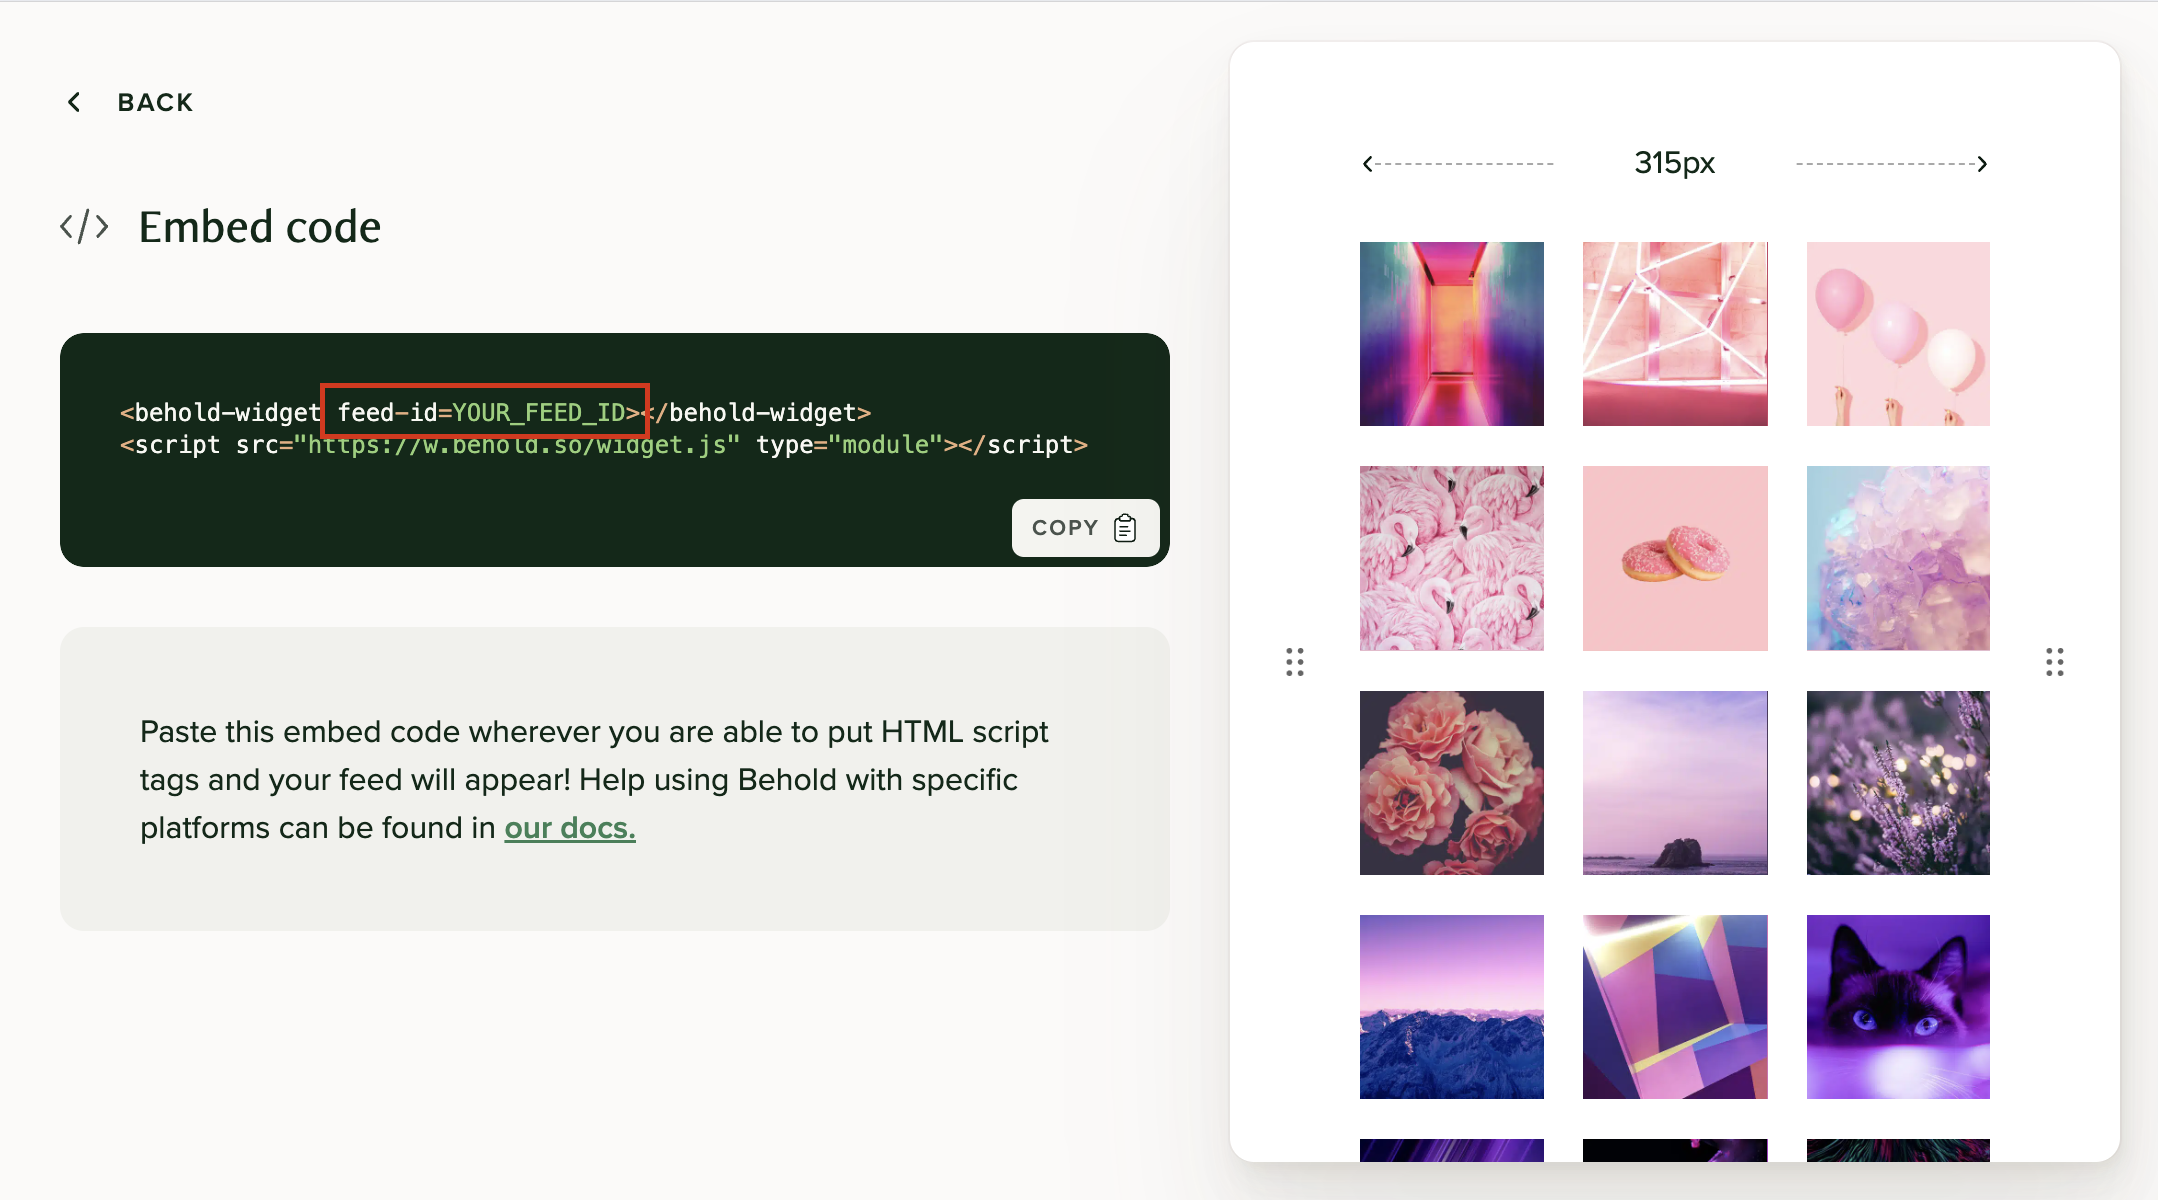 BACK
</> Embed code
<behold-widget feed-id=YOUR_FEED_ID></behold-widget>
<script src="https://w.behold.so/widget.js" type="module"></script>
COPY
Paste this embed code wherever you are able to put HTML script
tags and your feed will appear! Help using Behold with specific
platforms can be found in our docs.
315px